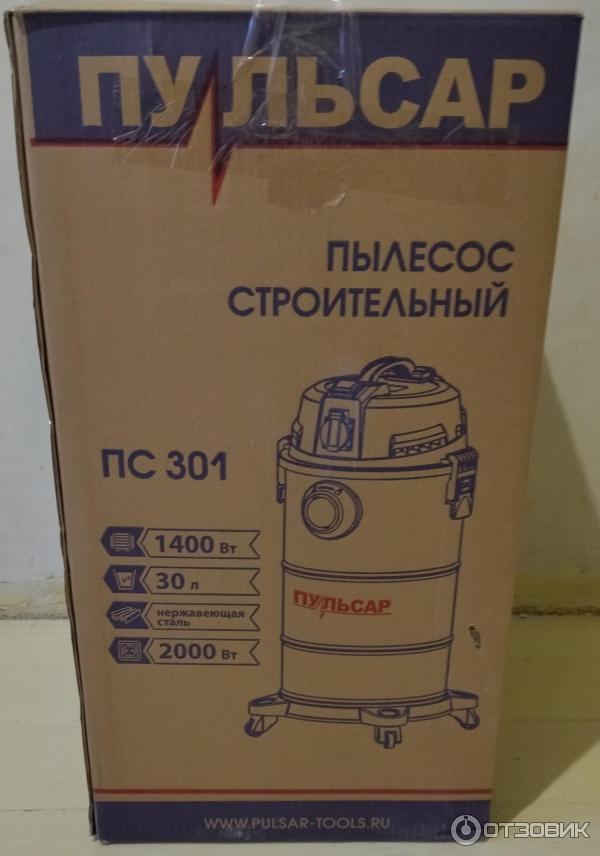 ПУЛЬСАР
ПЫЛЕСОС
СТРОИТЕЛЬНЫЙ
ПС 301
1400 Вт
30 л
нержавеющая
сталь
2000 Вт
ПУЛЬСАР
WWW.PULSAR-TOOLS.RU
ОТЗОВИК